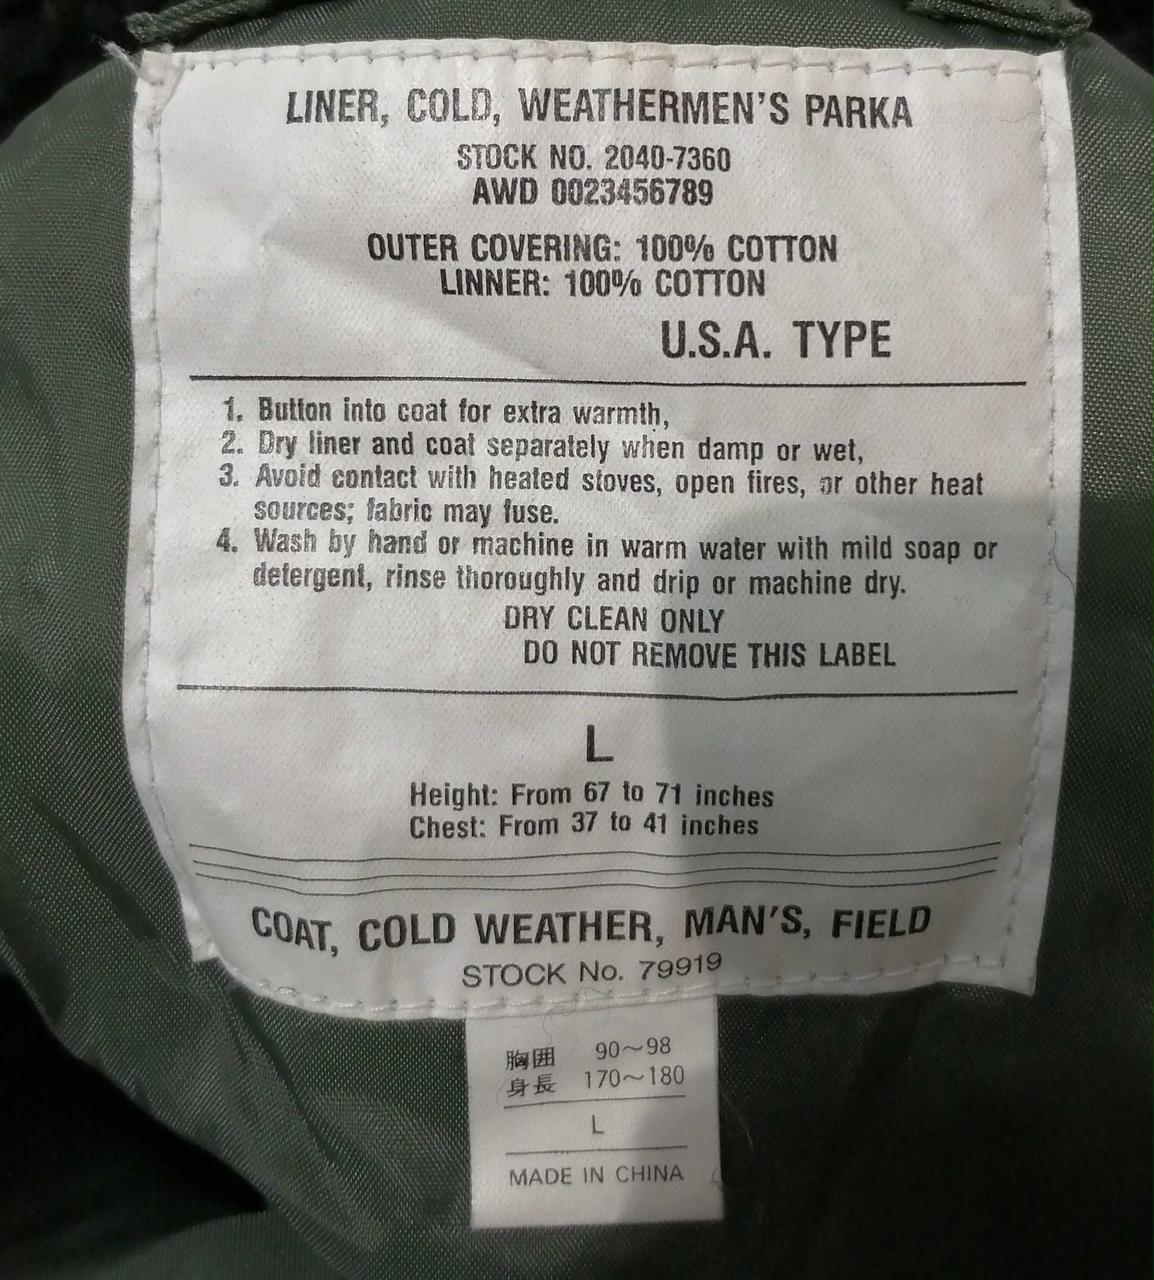 LINER, COLD, WEATHERMEN'S PARKA
STOCK NO. 2040-7360
AWD 0023456789
OUTER COVERING: 100% COTTON
LINNER: 100% COTTON
U.S.A. TYPE
1. Button into coat for extra warmth,
2. Dry liner and coat separately when damp or wet,
3. Avoid contact with heated stoves, open fires, or other heat
sources; fabric may fuse.
4. Wash by hand or machine in warm water with mild soap or
detergent, rinse thoroughly and drip or machine dry.
DRY CLEAN ONLY
DO NOT REMOVE THIS LABEL
L
Height: From 67 to 71 inches
Chest: From 37 to 41 inches
COAT, COLD WEATHER, MAN'S, FIELD
STOCK No. 79919
胸囲 90〜98
身長 170〜180
L
MADE IN CHINA